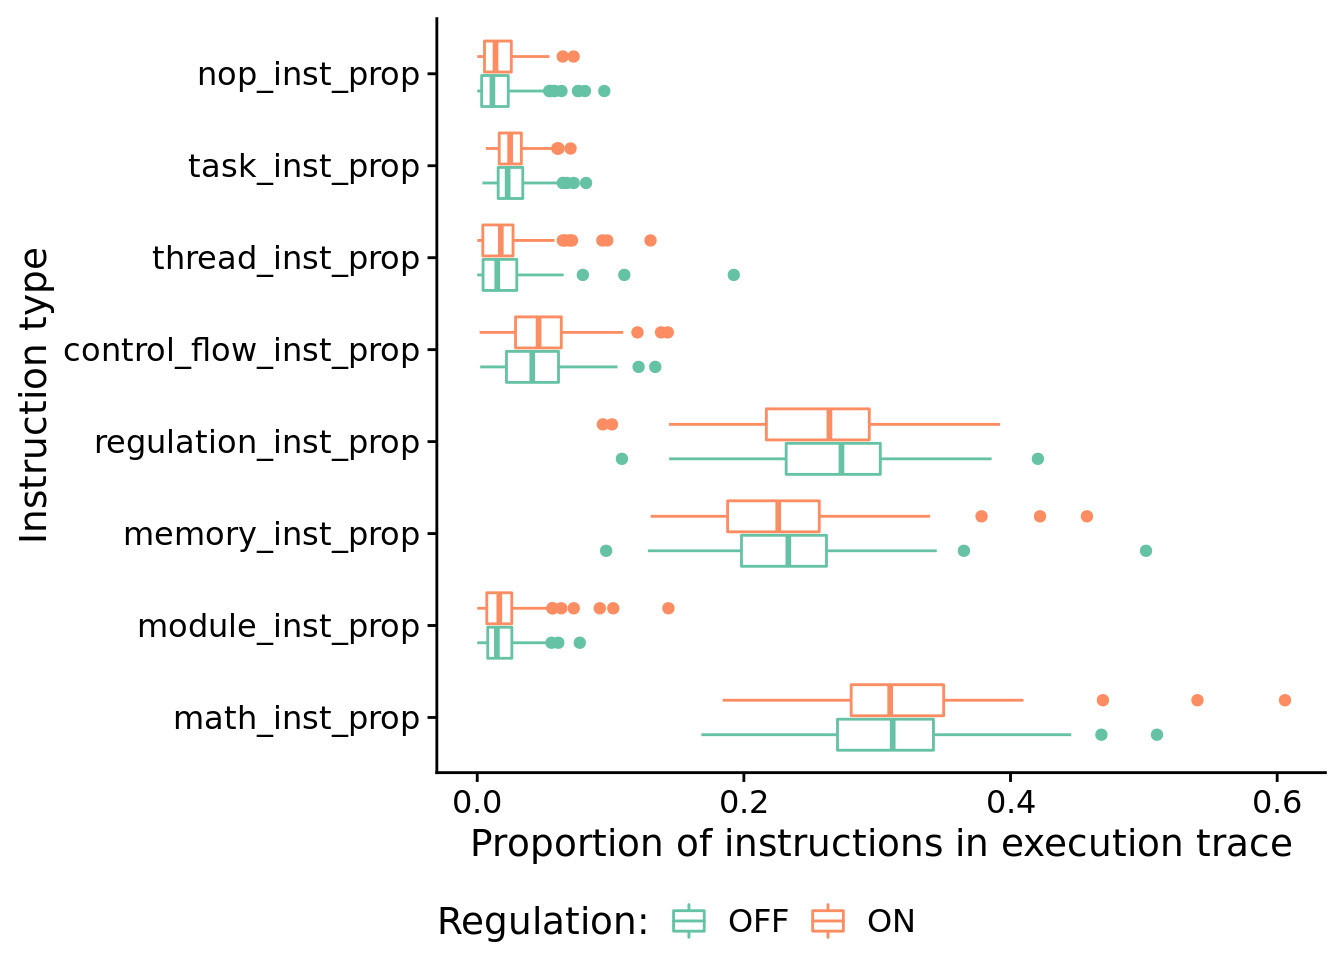 nop_inst_prop
task_inst_prop
thread_inst_prop
control_flow_inst_prop
regulation_inst_prop
memory_inst_prop
module_inst_prop
math_inst_prop
Instruction type
0.0 0.2 0.4 0.6
Proportion of instructions in execution trace
Regulation: OFF ON